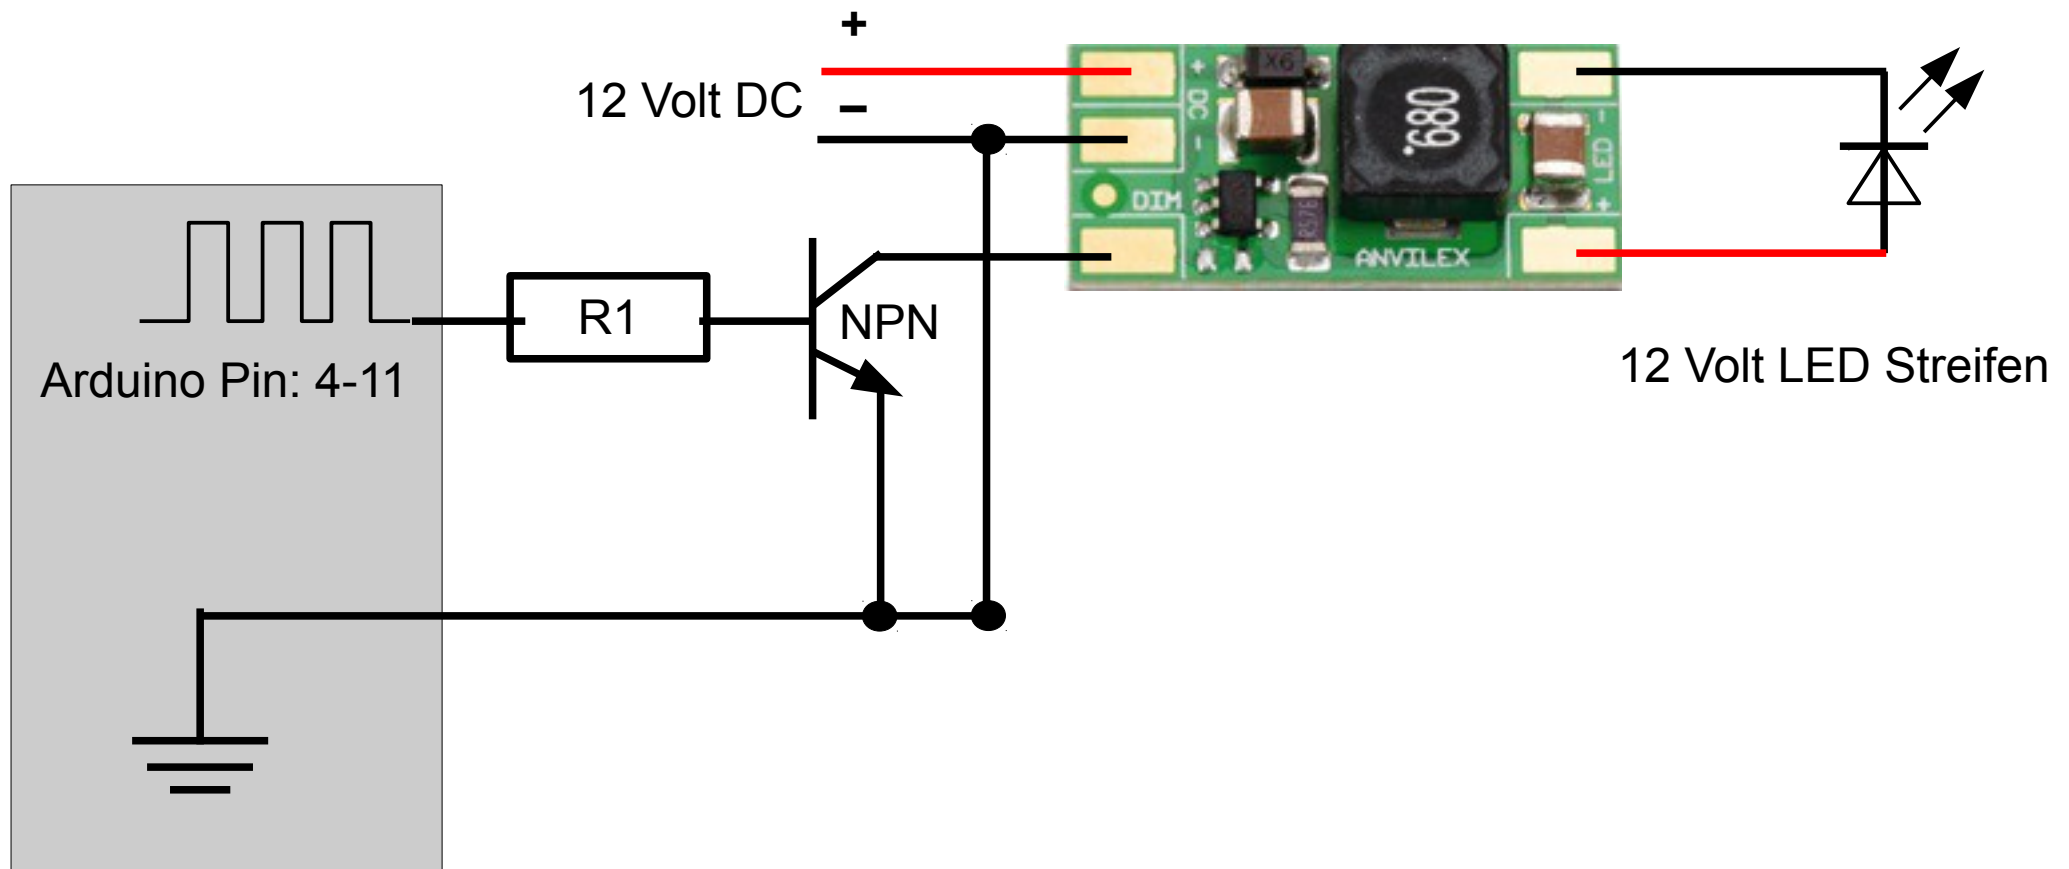 +
12 Volt DC
–
+
DC
-
DIM
X6
680
R576
ANVILEX
-
LED
+
R1
NPN
Arduino Pin: 4-11
12 Volt LED Streifen